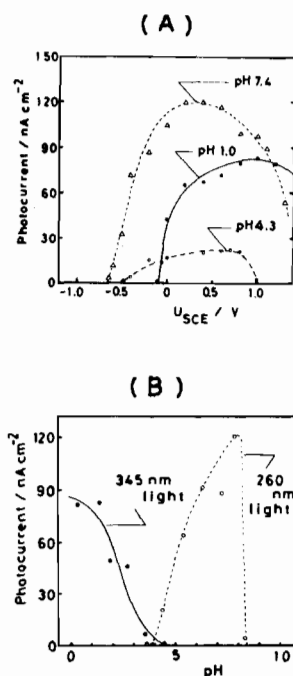 (A)
Photocurrent / nA cm⁻²
150
120
90
60
30
0
pH 7.4
pH 1.0
pH 4.3
-1.0
-0.5
0
0.5
1.0
U SCE / V
(B)
Photocurrent / nA cm⁻²
120
90
60
30
0
345 nm
light
260
nm
light
0
5
10
pH